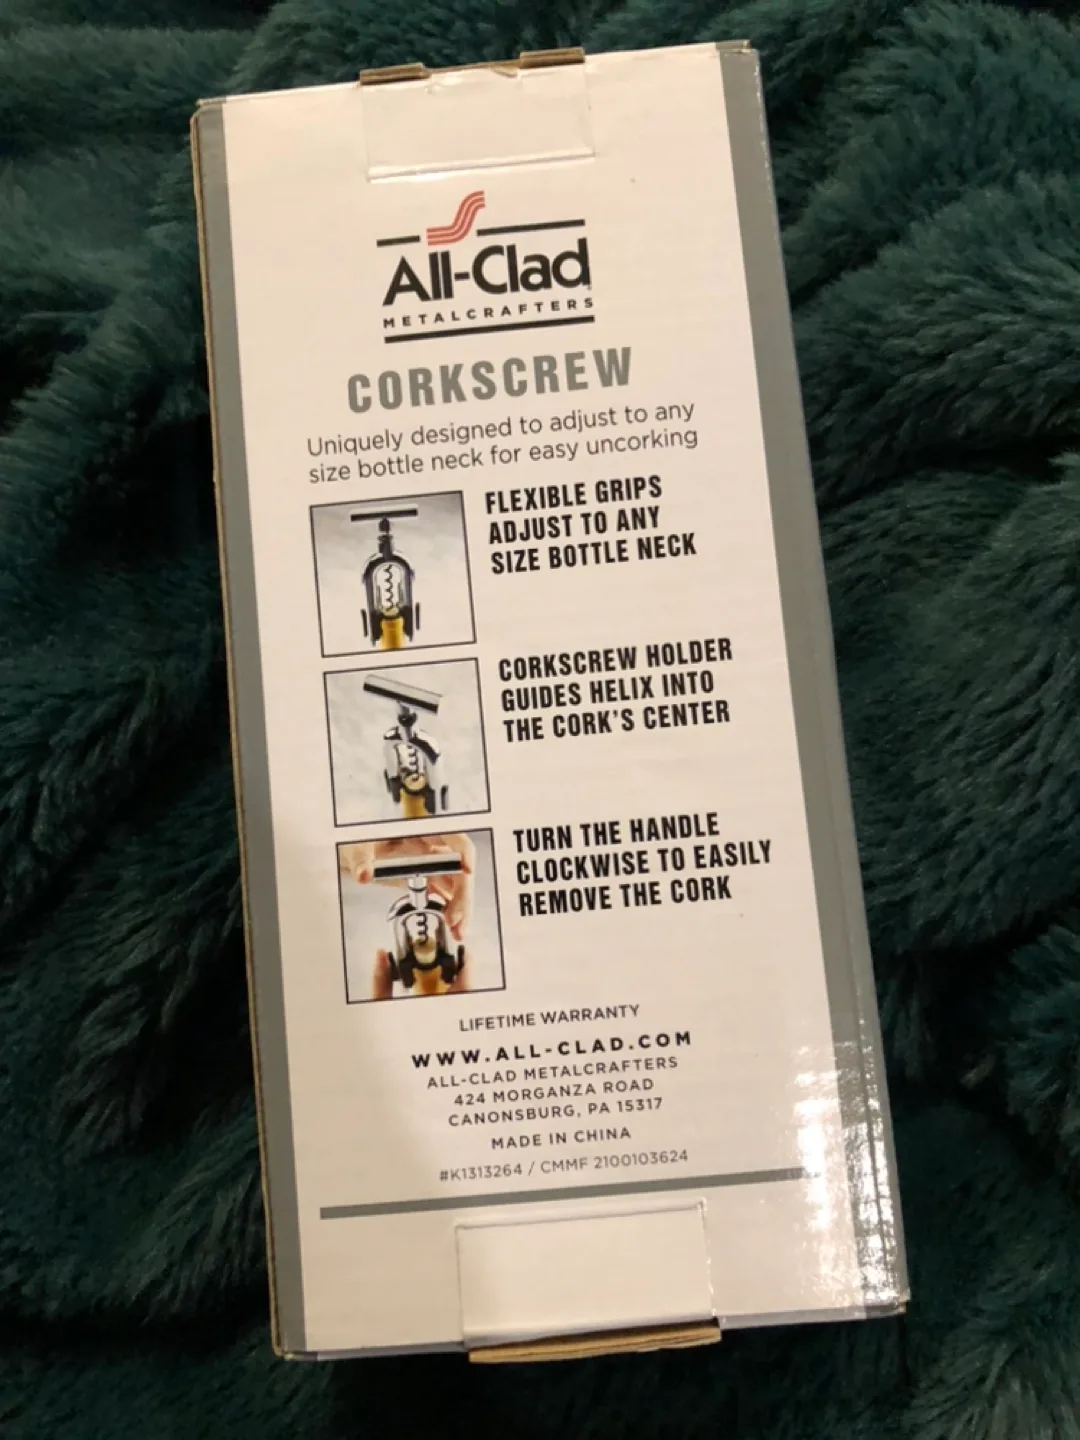 All-Clad
METALCRAFTERS
CORKSCREW
Uniquely designed to adjust to any
size bottle neck for easy uncorking
FLEXIBLE GRIPS
ADJUST TO ANY
SIZE BOTTLE NECK
CORKSCREW HOLDER
GUIDES HELIX INTO
THE CORK'S CENTER
TURN THE HANDLE
CLOCKWISE TO EASILY
REMOVE THE CORK
LIFETIME WARRANTY
WWW.ALL-CLAD.COM
ALL-CLAD METALCRAFTERS
424 MORGANZA ROAD
CANONSBURG, PA 15317
MADE IN CHINA
#K1313264 / CMMF 2100103624